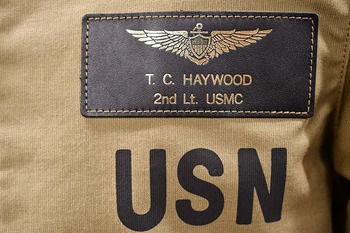 T. C. HAYWOOD
2nd Lt. USMC
USN